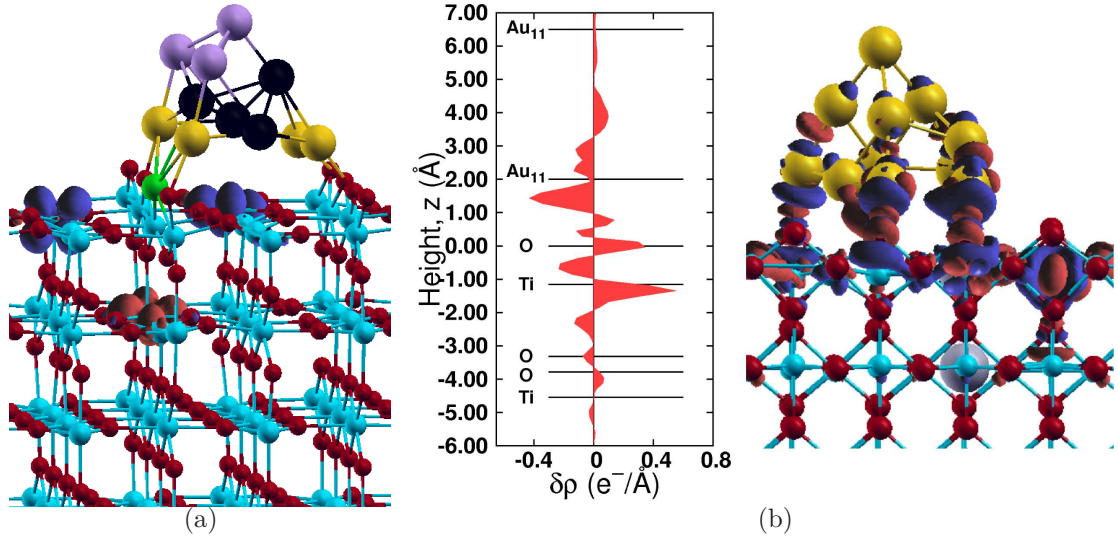 7.00
6.00
5.00
4.00
3.00
2.00
1.00
0.00
-1.00
-2.00
-3.00
-4.00
-5.00
-6.00
Height, z (Å)
Au₁₁
Au₁₁
O
Ti
O
O
Ti
-0.4 0 0.4 0.8
δρ (e⁻/Å)
(a) (b)